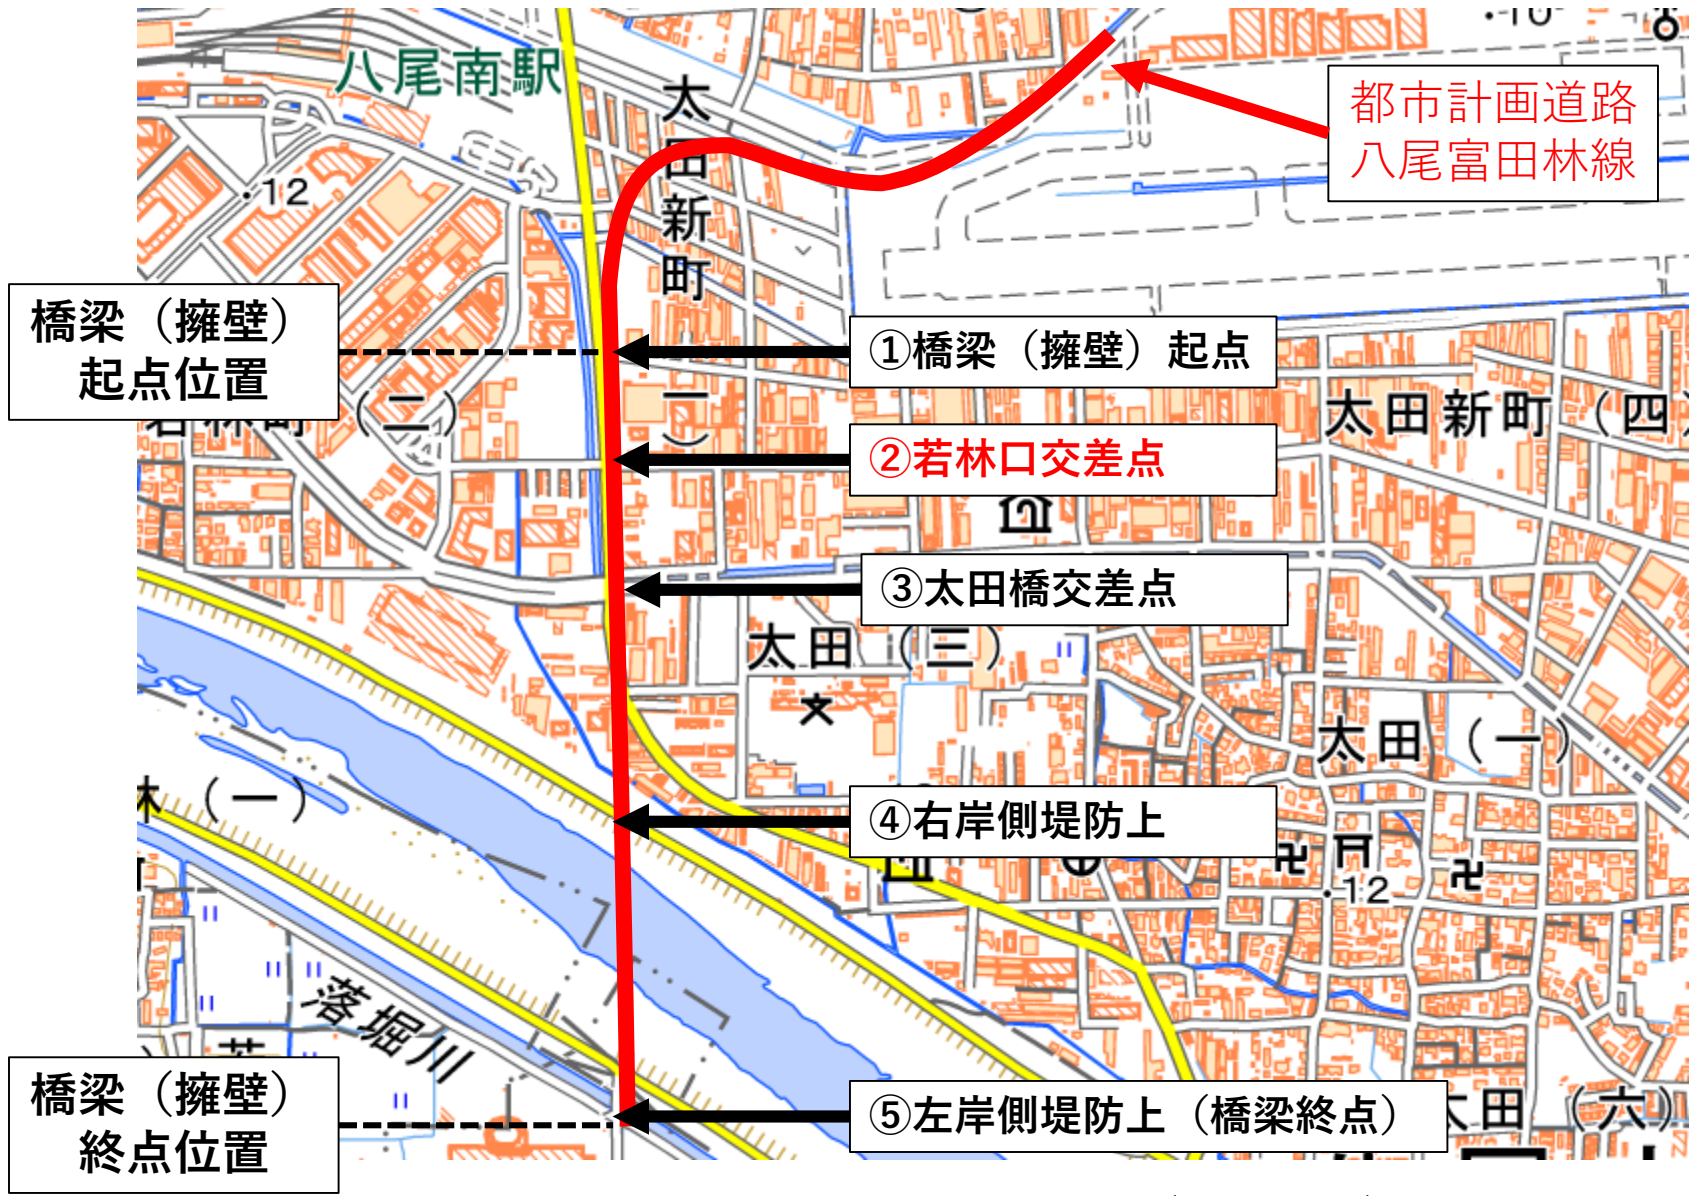 八尾南駅
太田新町（一）
・12
・10
都市計画道路
八尾富田林線
橋梁（擁壁）
起点位置
①橋梁（擁壁）起点
（二）
太田新町（四）
②若林口交差点
③太田橋交差点
太田（三）
太田（一）
林（一）
④右岸側堤防上
・12
落堀川
橋梁（擁壁）
終点位置
⑤左岸側堤防上（橋梁終点）
田（六）